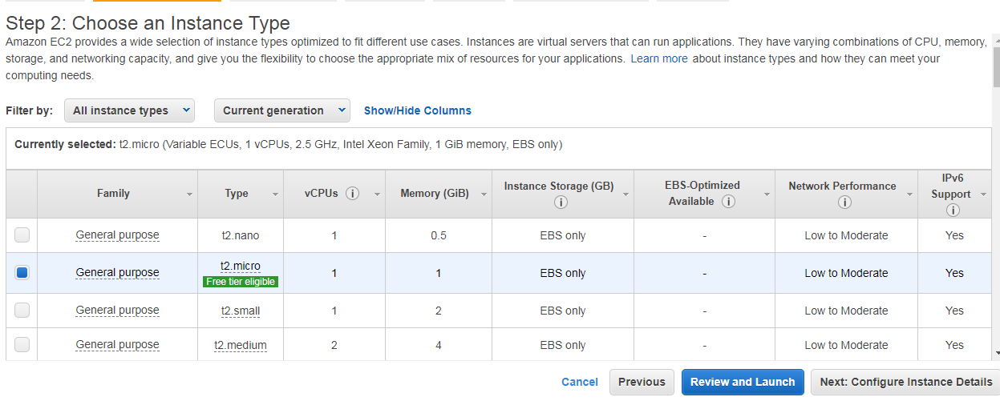 Step 2: Choose an Instance Type
Amazon EC2 provides a wide selection of instance types optimized to fit different use cases. Instances are virtual servers that can run applications. They have varying combinations of CPU, memory,
storage, and networking capacity, and give you the flexibility to choose the appropriate mix of resources for your applications. Learn more about instance types and how they can meet your
computing needs.
Filter by: All instance types Current generation Show/Hide Columns
Currently selected: t2.micro (Variable ECUs, 1 vCPUs, 2.5 GHz, Intel Xeon Family, 1 GiB memory, EBS only)
Family Type vCPUs Memory (GiB) Instance Storage (GB) EBS-Optimized Available Network Performance IPv6 Support
General purpose t2.nano 1 0.5 EBS only - Low to Moderate Yes
General purpose t2.micro 1 1 EBS only - Low to Moderate Yes
Free tier eligible
General purpose t2.small 1 2 EBS only - Low to Moderate Yes
General purpose t2.medium 2 4 EBS only - Low to Moderate Yes
Cancel Previous Review and Launch Next: Configure Instance Details